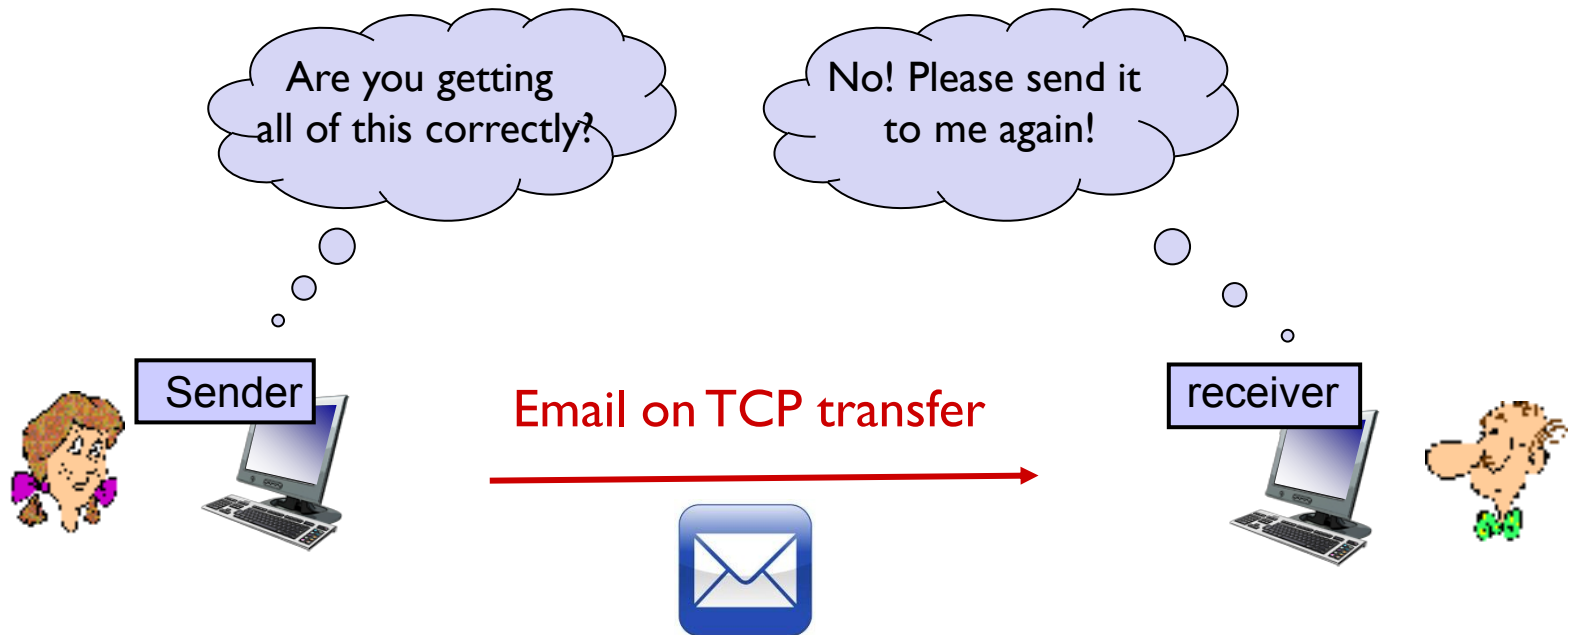 Are you getting
all of this correctly?
No! Please send it
to me again!
Sender
Email on TCP transfer
receiver